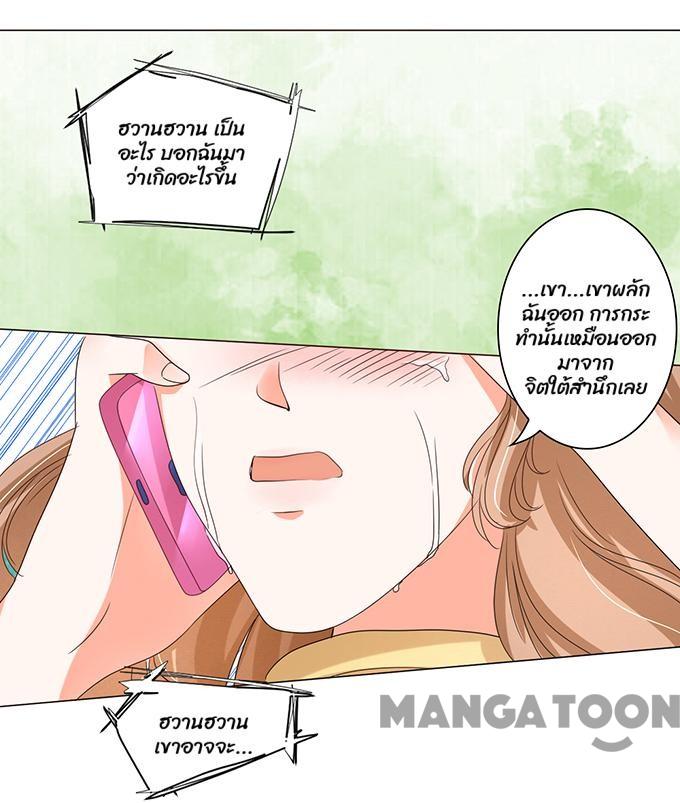 ฮวานฮวาน เป็น
อะไร บอกฉันมา
ว่าเกิดอะไรขึ้น
...เขา...เขาผลัก
ฉันออก การกระ
ทำนั้นเหมือนออก
มาจาก
จิตใต้สำนึกเลย
ฮวานฮวาน
เขาอาจจะ...
MANGATOON